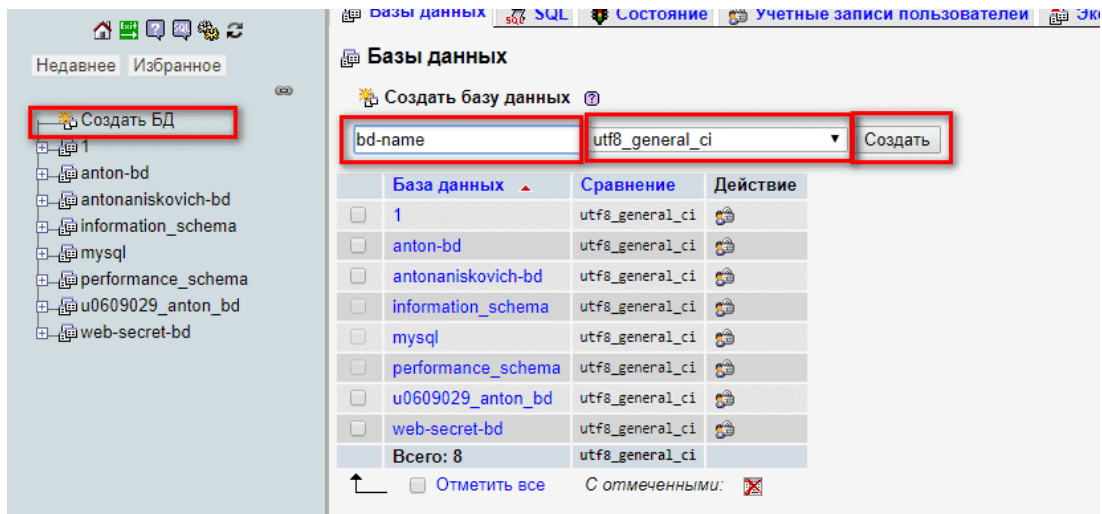 Базы данных SQL Состояние Учетные записи пользователей
Недавнее Избранное
Создать БД
1
anton-bd
antonaniskovich-bd
information_schema
mysql
performance_schema
u0609029_anton_bd
web-secret-bd
Базы данных
Создать базу данных
bd-name utf8_general_ci Создать
База данных Сравнение Действие
1 utf8_general_ci
anton-bd utf8_general_ci
antonaniskovich-bd utf8_general_ci
information_schema utf8_general_ci
mysql utf8_general_ci
performance_schema utf8_general_ci
u0609029_anton_bd utf8_general_ci
web-secret-bd utf8_general_ci
Всего: 8 utf8_general_ci
Отметить все С отмеченными: